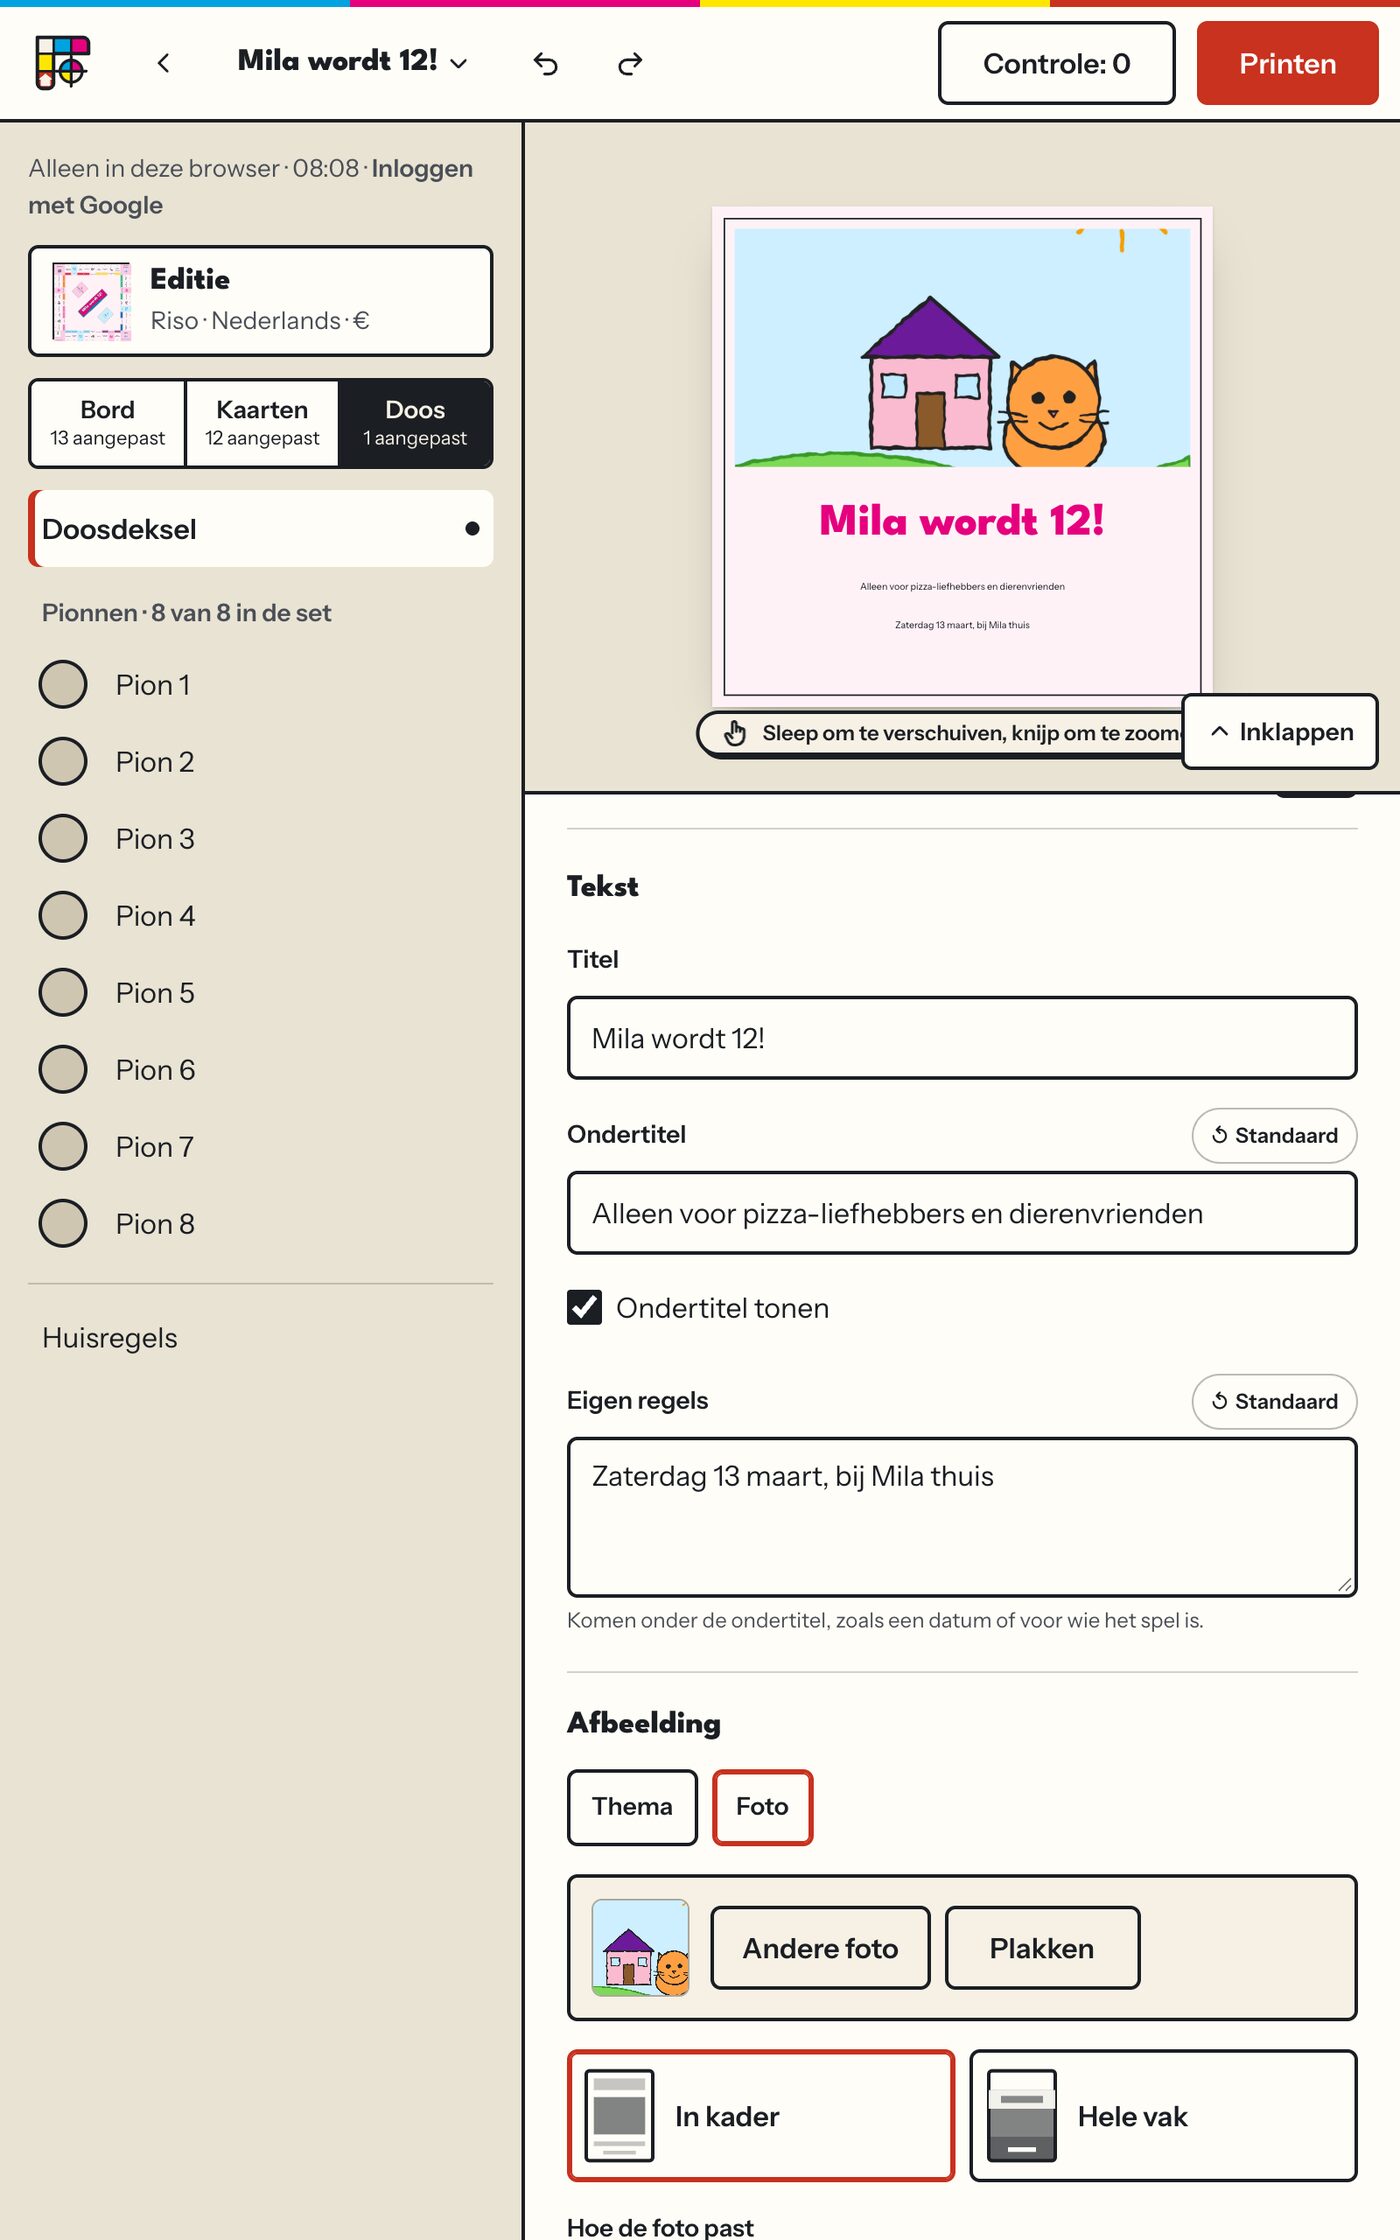 Mila wordt 12!
Controle: 0
Printen
Alleen in deze browser · 08:08 · Inloggen
met Google
Editie
Riso · Nederlands · €
Bord
13 aangepast
Kaarten
12 aangepast
Doos
1 aangepast
Doosdeksel
Pionnen · 8 van 8 in de set
Pion 1
Pion 2
Pion 3
Pion 4
Pion 5
Pion 6
Pion 7
Pion 8
Huisregels
Mila wordt 12!
Alleen voor pizza-liefhebbers en dierenvrienden
Zaterdag 13 maart, bij Mila thuis
Sleep om te verschuiven, knijp om te
Inklappen
Tekst
Titel
Mila wordt 12!
Ondertitel
Standaard
Alleen voor pizza-liefhebbers en dierenvrienden
Ondertitel tonen
Eigen regels
Standaard
Zaterdag 13 maart, bij Mila thuis
Komen onder de ondertitel, zoals een datum of voor wie het spel is.
Afbeelding
Thema
Foto
Andere foto
Plakken
In kader
Hele vak
Hoe de foto past